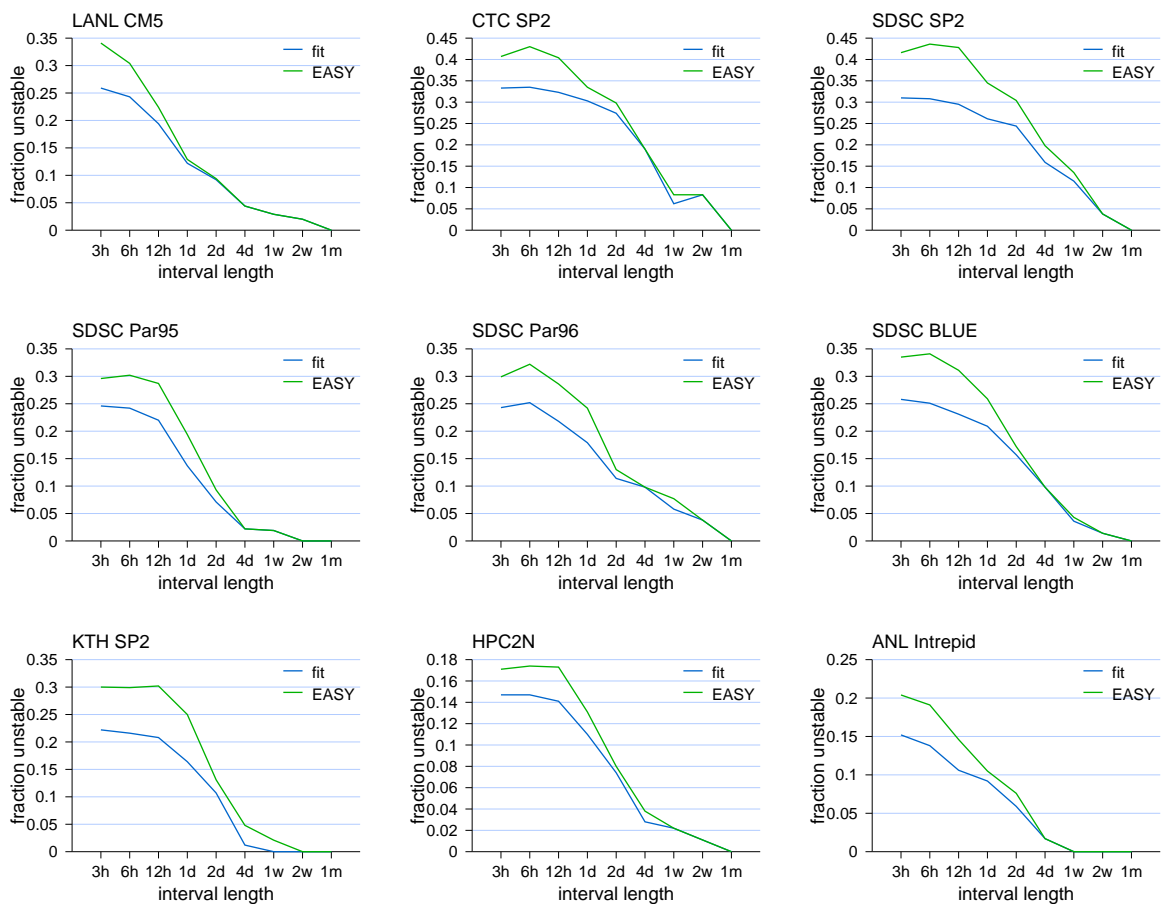 LANL CM5
fraction unstable
0.35
0.3
0.25
0.2
0.15
0.1
0.05
0
fit
EASY
3h 6h 12h 1d 2d 4d 1w 2w 1m
interval length
CTC SP2
fraction unstable
0.45
0.4
0.35
0.3
0.25
0.2
0.15
0.1
0.05
0
fit
EASY
3h 6h 12h 1d 2d 4d 1w 2w 1m
interval length
SDSC SP2
fraction unstable
0.45
0.4
0.35
0.3
0.25
0.2
0.15
0.1
0.05
0
fit
EASY
3h 6h 12h 1d 2d 4d 1w 2w 1m
interval length
SDSC Par95
fraction unstable
0.35
0.3
0.25
0.2
0.15
0.1
0.05
0
fit
EASY
3h 6h 12h 1d 2d 4d 1w 2w 1m
interval length
SDSC Par96
fraction unstable
0.35
0.3
0.25
0.2
0.15
0.1
0.05
0
fit
EASY
3h 6h 12h 1d 2d 4d 1w 2w 1m
interval length
SDSC BLUE
fraction unstable
0.35
0.3
0.25
0.2
0.15
0.1
0.05
0
fit
EASY
3h 6h 12h 1d 2d 4d 1w 2w 1m
interval length
KTH SP2
fraction unstable
0.35
0.3
0.25
0.2
0.15
0.1
0.05
0
fit
EASY
3h 6h 12h 1d 2d 4d 1w 2w 1m
interval length
HPC2N
fraction unstable
0.18
0.16
0.14
0.12
0.1
0.08
0.06
0.04
0.02
0
fit
EASY
3h 6h 12h 1d 2d 4d 1w 2w 1m
interval length
ANL Intrepid
fraction unstable
0.25
0.2
0.15
0.1
0.05
0
fit
EASY
3h 6h 12h 1d 2d 4d 1w 2w 1m
interval length